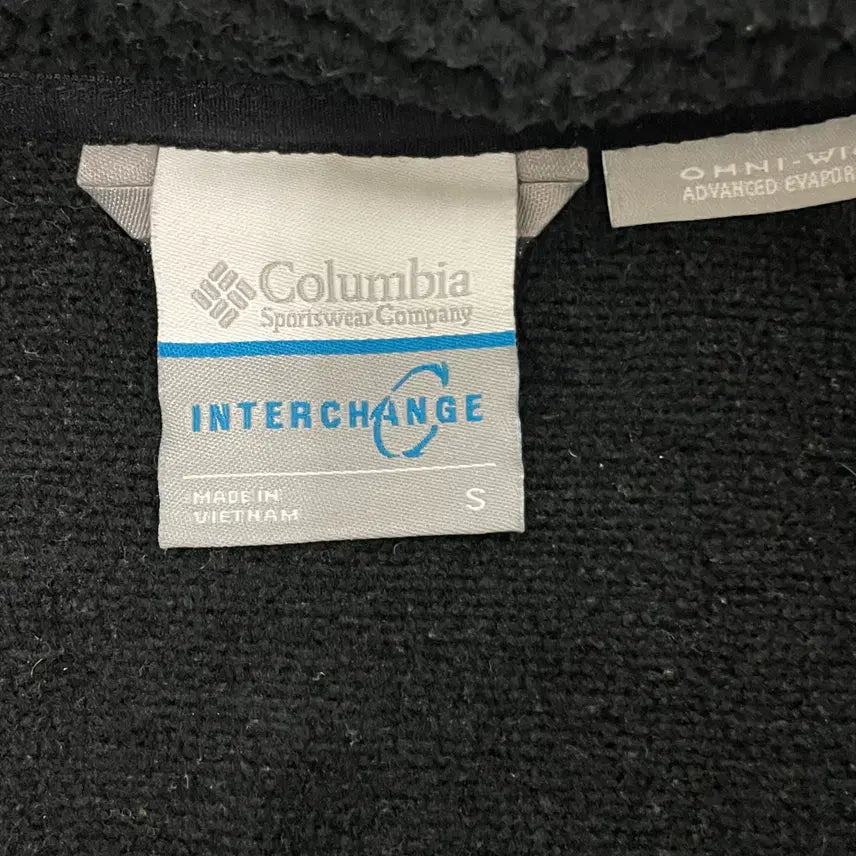 Columbia
Sportswear Company
INTERCHANGE
MADE IN
VIETNAM
S
OMNI-WI
ADVANCED EVAPOR